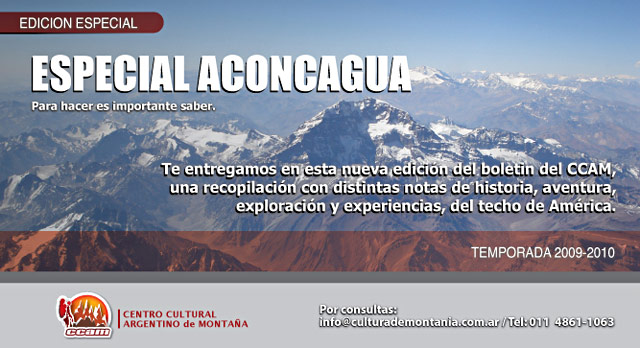 EDICION ESPECIAL
ESPECIAL ACONCAGUA
Para hacer es importante saber.
Te entregamos en esta nueva edición del boletín del CCAM,
una recopilación con distintas notas de historia, aventura,
exploración y experiencias, del techo de América.
TEMPORADA 2009-2010
ccam
CENTRO CULTURAL
ARGENTINO de MONTAÑA
Por consultas:
info@culturademontania.com.ar / Tel: 011 4861-1063